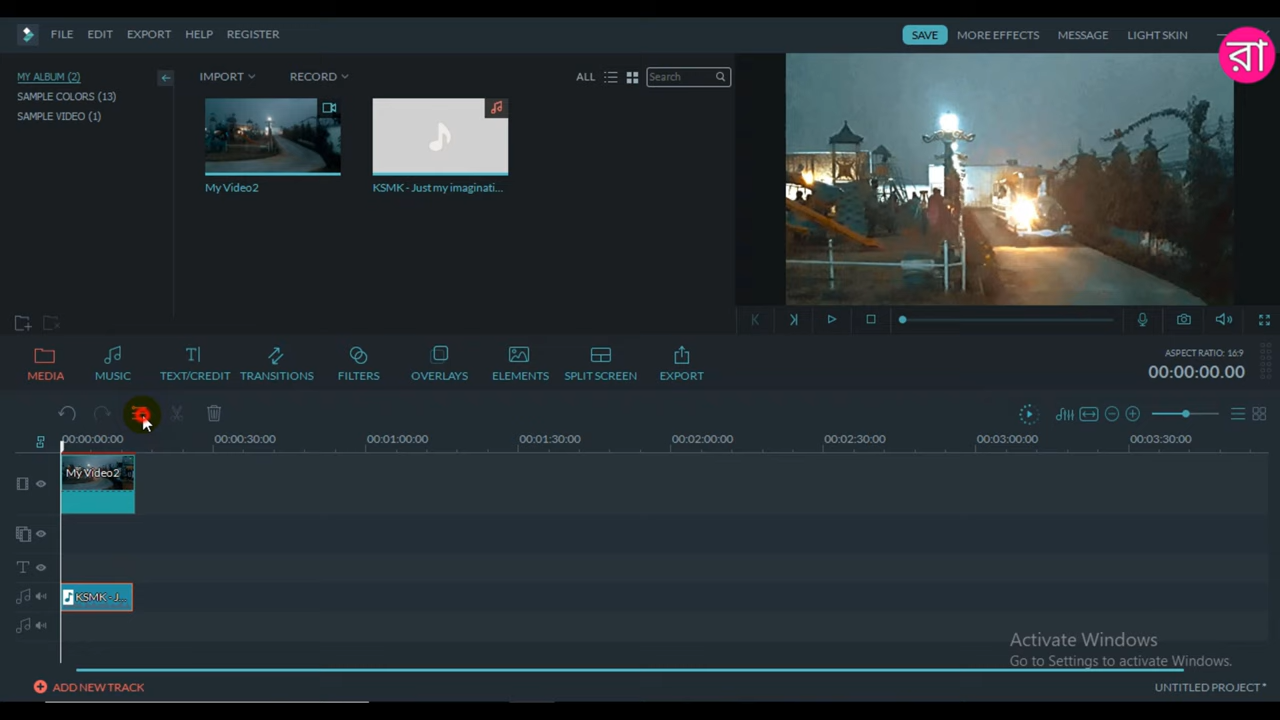 FILE EDIT EXPORT HELP REGISTER SAVE MORE EFFECTS MESSAGE LIGHT SKIN
রা
MY ALBUM (2) IMPORT RECORD ALL Search
SAMPLE COLORS (13)
SAMPLE VIDEO (1)
My Video2 KSMK - Just my imaginati...
MEDIA MUSIC TEXT/CREDIT TRANSITIONS FILTERS OVERLAYS ELEMENTS SPLIT SCREEN EXPORT
ASPECT RATIO: 16:9
00:00:00.00
00:00:00:00 00:00:30:00 00:01:00:00 00:01:30:00 00:02:00:00 00:02:30:00 00:03:00:00 00:03:30:00
My Video2
KSMK - J...
Activate Windows
Go to Settings to activate Windows.
ADD NEW TRACK UNTITLED PROJECT *